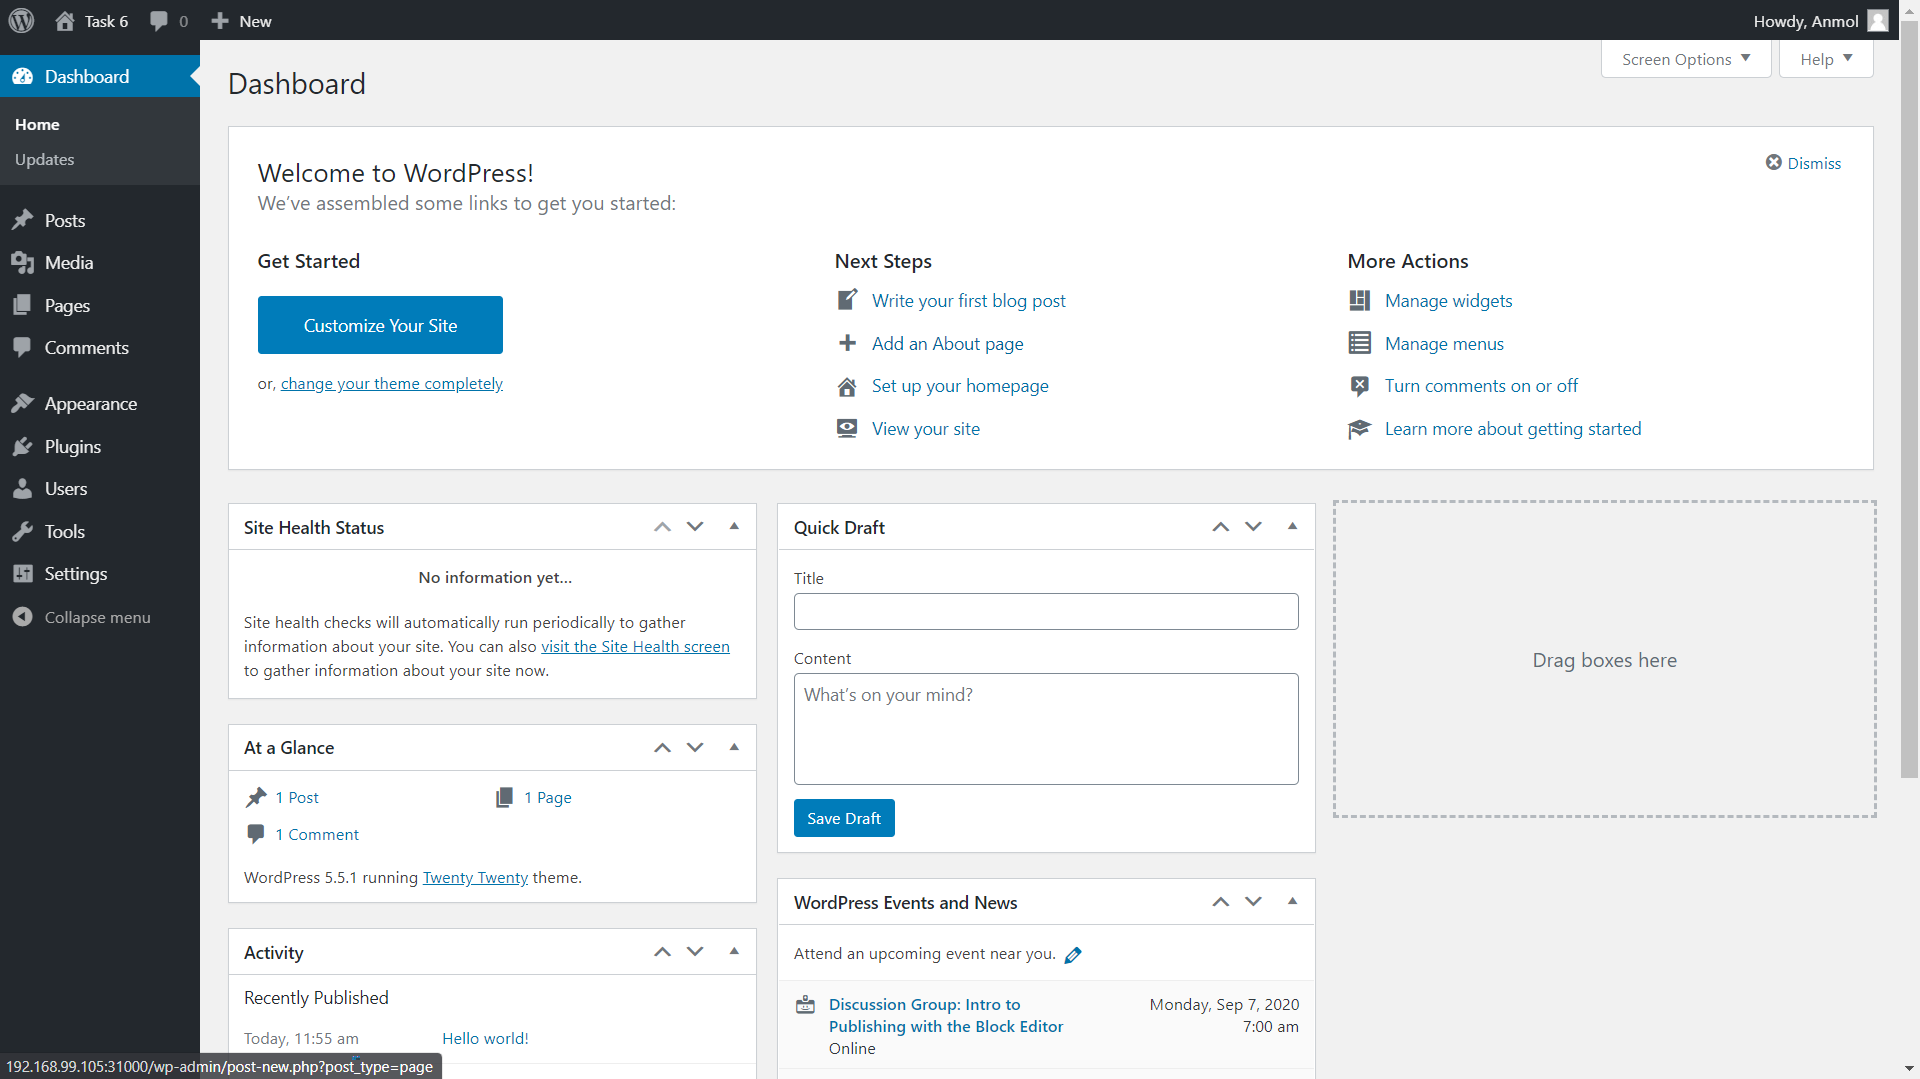 Task 6
0
New
Howdy, Anmol
Dashboard
Home
Updates
Posts
Media
Pages
Comments
Appearance
Plugins
Users
Tools
Settings
Collapse menu
Screen Options
Help
Dashboard
Welcome to WordPress!
We’ve assembled some links to get you started:
Dismiss
Get Started
Customize Your Site
or, change your theme completely
Next Steps
Write your first blog post
Add an About page
Set up your homepage
View your site
More Actions
Manage widgets
Manage menus
Turn comments on or off
Learn more about getting started
Site Health Status
No information yet...
Site health checks will automatically run periodically to gather
information about your site. You can also visit the Site Health screen
to gather information about your site now.
At a Glance
1 Post
1 Page
1 Comment
WordPress 5.5.1 running Twenty Twenty theme.
Activity
Recently Published
Today, 11:55 am
Hello world!
Quick Draft
Title
Content
What’s on your mind?
Save Draft
WordPress Events and News
Attend an upcoming event near you.
Discussion Group: Intro to
Publishing with the Block Editor
Online
Monday, Sep 7, 2020
7:00 am
Drag boxes here
192.168.99.105:31000/wp-admin/post-new.php?post_type=page